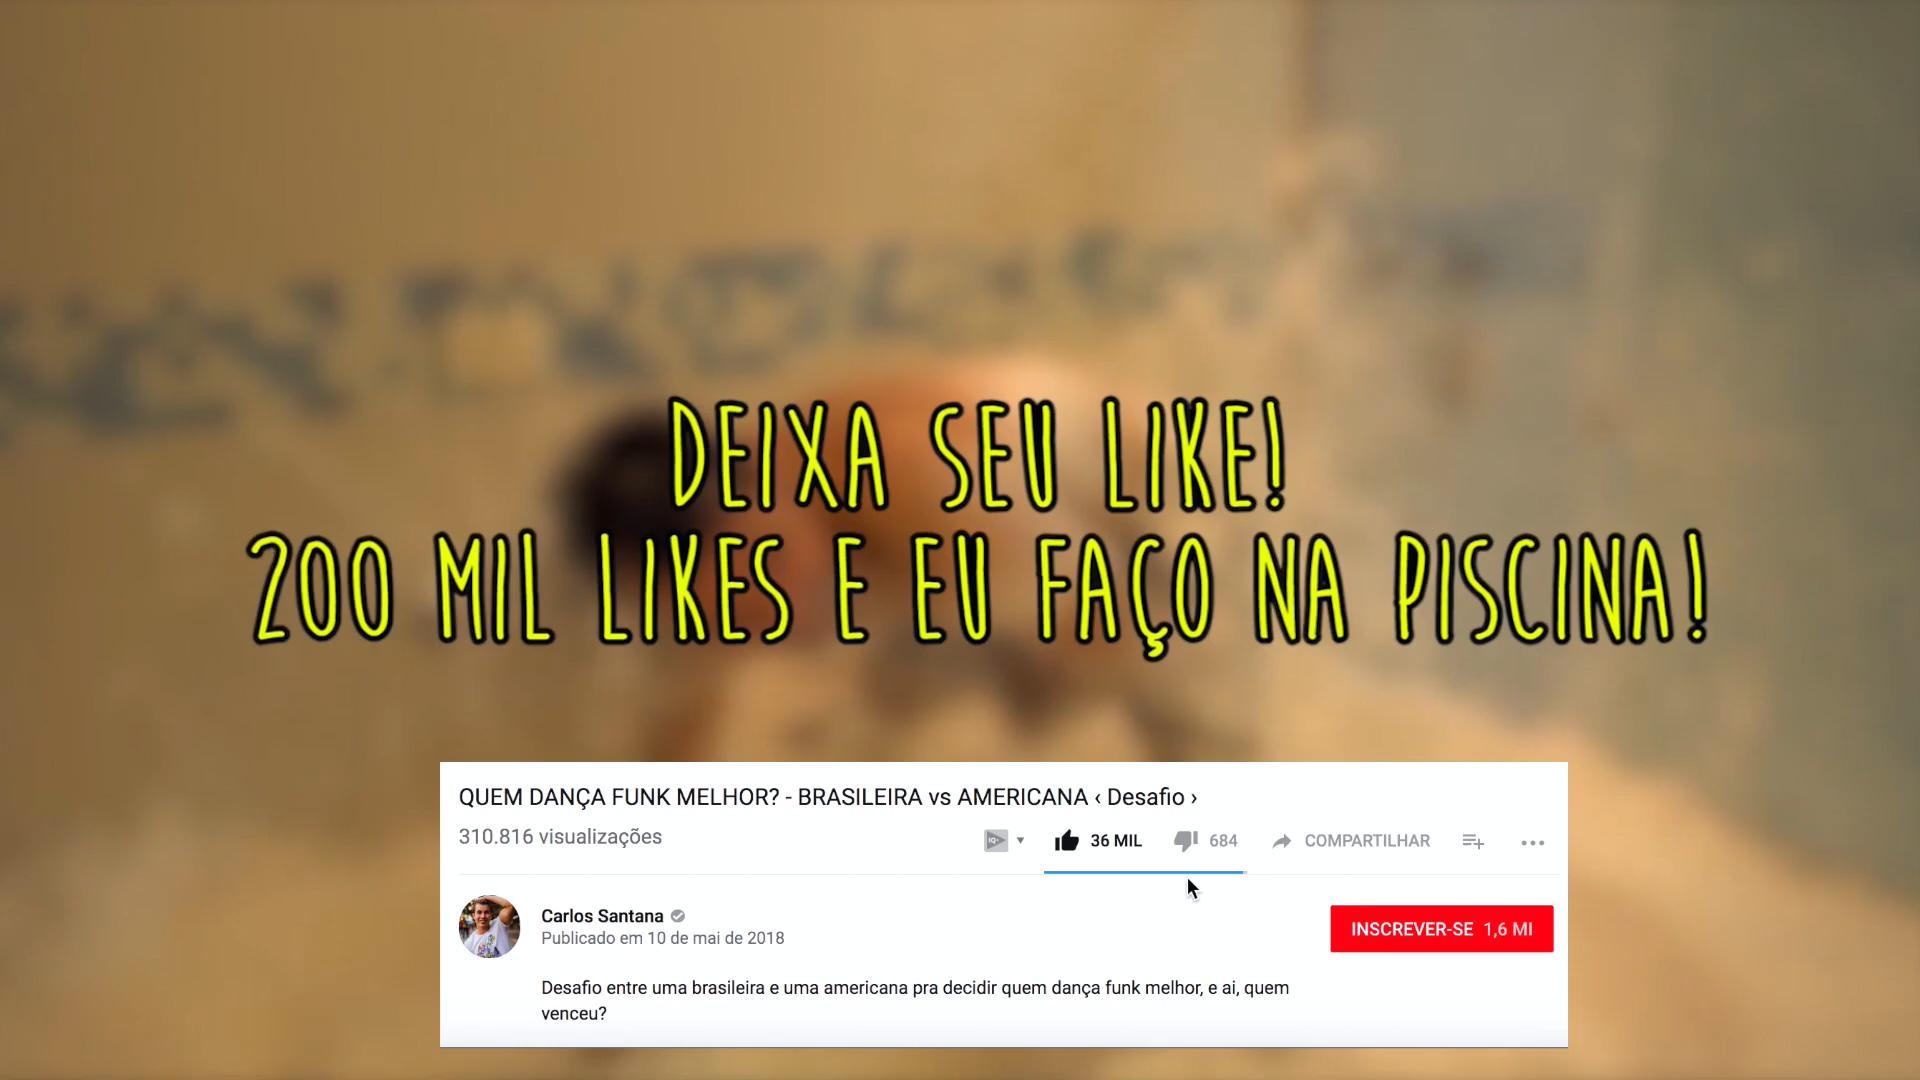 DEIXA SEU LIKE!
200 MIL LIKES E EU FAÇO NA PISCINA!
QUEM DANÇA FUNK MELHOR? - BRASILEIRA vs AMERICANA ‹ Desafio ›
310.816 visualizações
36 MIL
684
COMPARTILHAR
Carlos Santana
Publicado em 10 de mai de 2018
INSCREVER-SE 1,6 MI
Desafio entre uma brasileira e uma americana pra decidir quem dança funk melhor, e ai, quem
venceu?